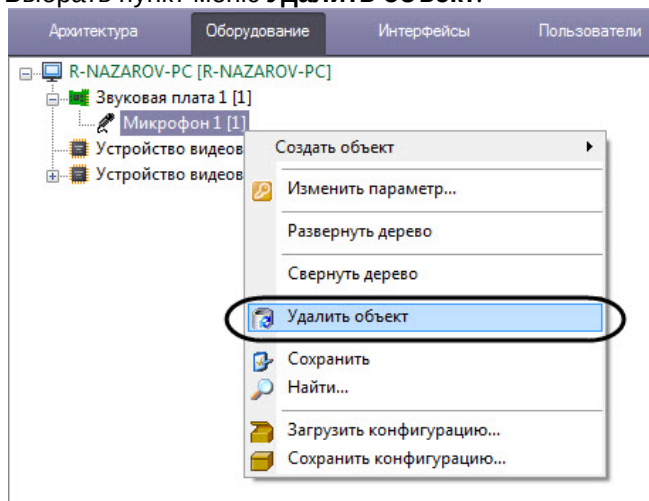 Выбрать пункт меню Удалить объект.
Архитектура Оборудование Интерфейсы Пользователи
R-NAZAROV-PC [R-NAZAROV-PC]
Звуковая плата 1 [1]
Микрофон 1 [1]
Устройство видеов
Устройство видеов
Создать объект
Изменить параметр...
Развернуть дерево
Свернуть дерево
Удалить объект
Сохранить
Найти...
Загрузить конфигурацию...
Сохранить конфигурацию...